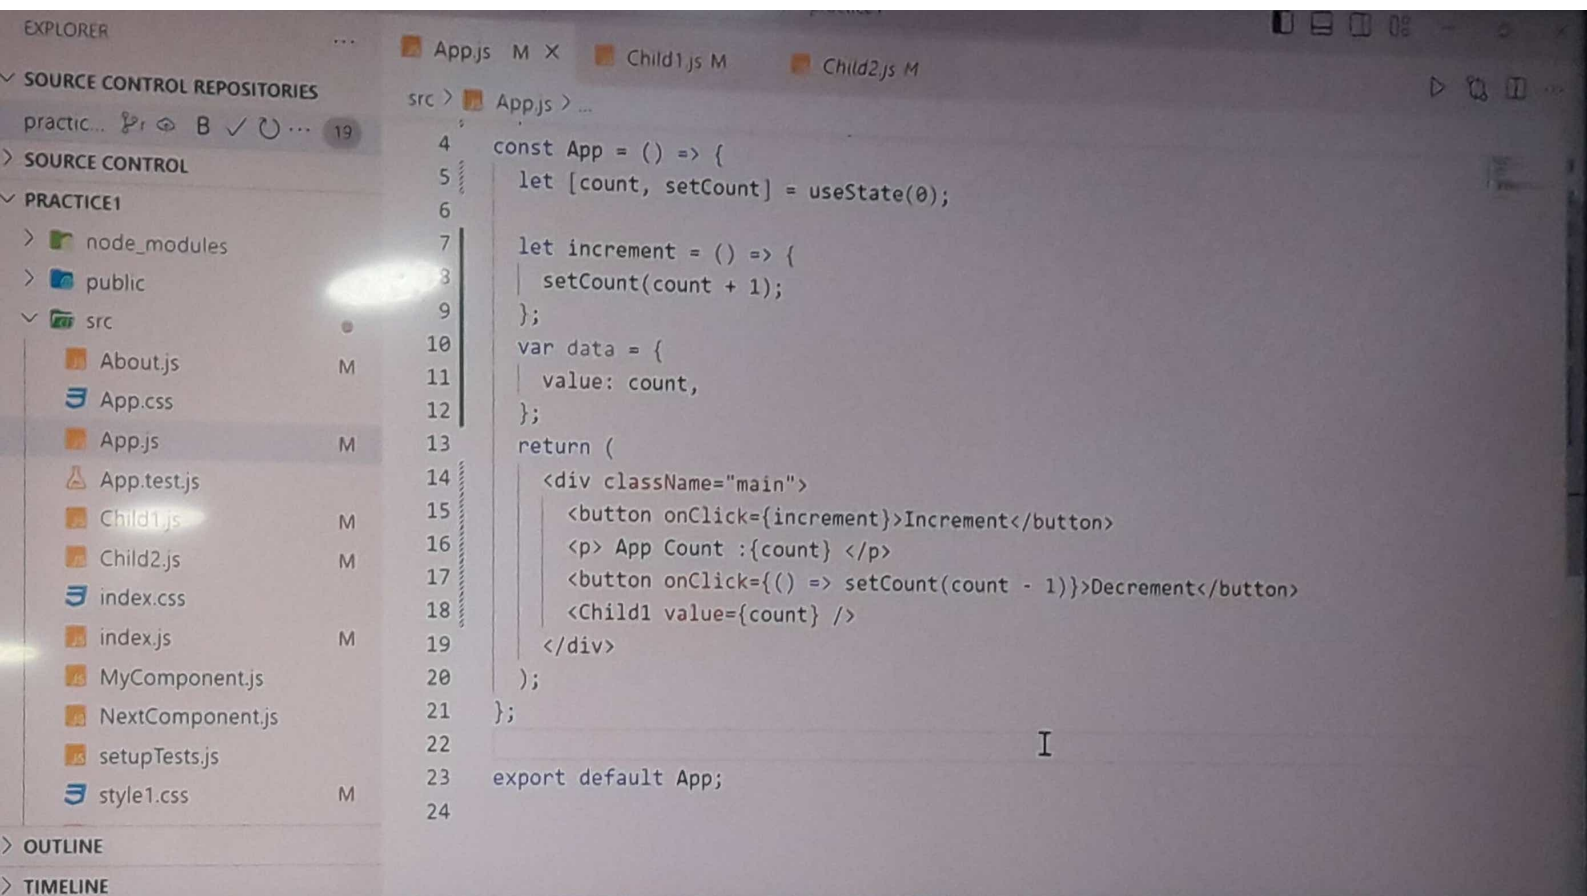 EXPLORER
...
SOURCE CONTROL REPOSITORIES
practic... B ... 19
SOURCE CONTROL
PRACTICE1
node_modules
public
src
About.js M
App.css
App.js M
App.test.js
Child1.js M
Child2.js M
index.css
index.js M
MyComponent.js
NextComponent.js
setupTests.js
style1.css M
OUTLINE
TIMELINE
App.js M × Child1.js M Child2.js M
src > App.js > ...
4 const App = () => {
5 let [count, setCount] = useState(0);
6
7 let increment = () => {
8 setCount(count + 1);
9 };
10 var data = {
11 value: count,
12 };
13 return (
14 <div className="main">
15 <button onClick={increment}>Increment</button>
16 <p> App Count :{count} </p>
17 <button onClick={() => setCount(count - 1)}>Decrement</button>
18 <Child1 value={count} />
19 </div>
20 );
21 };
22
23 export default App;
24